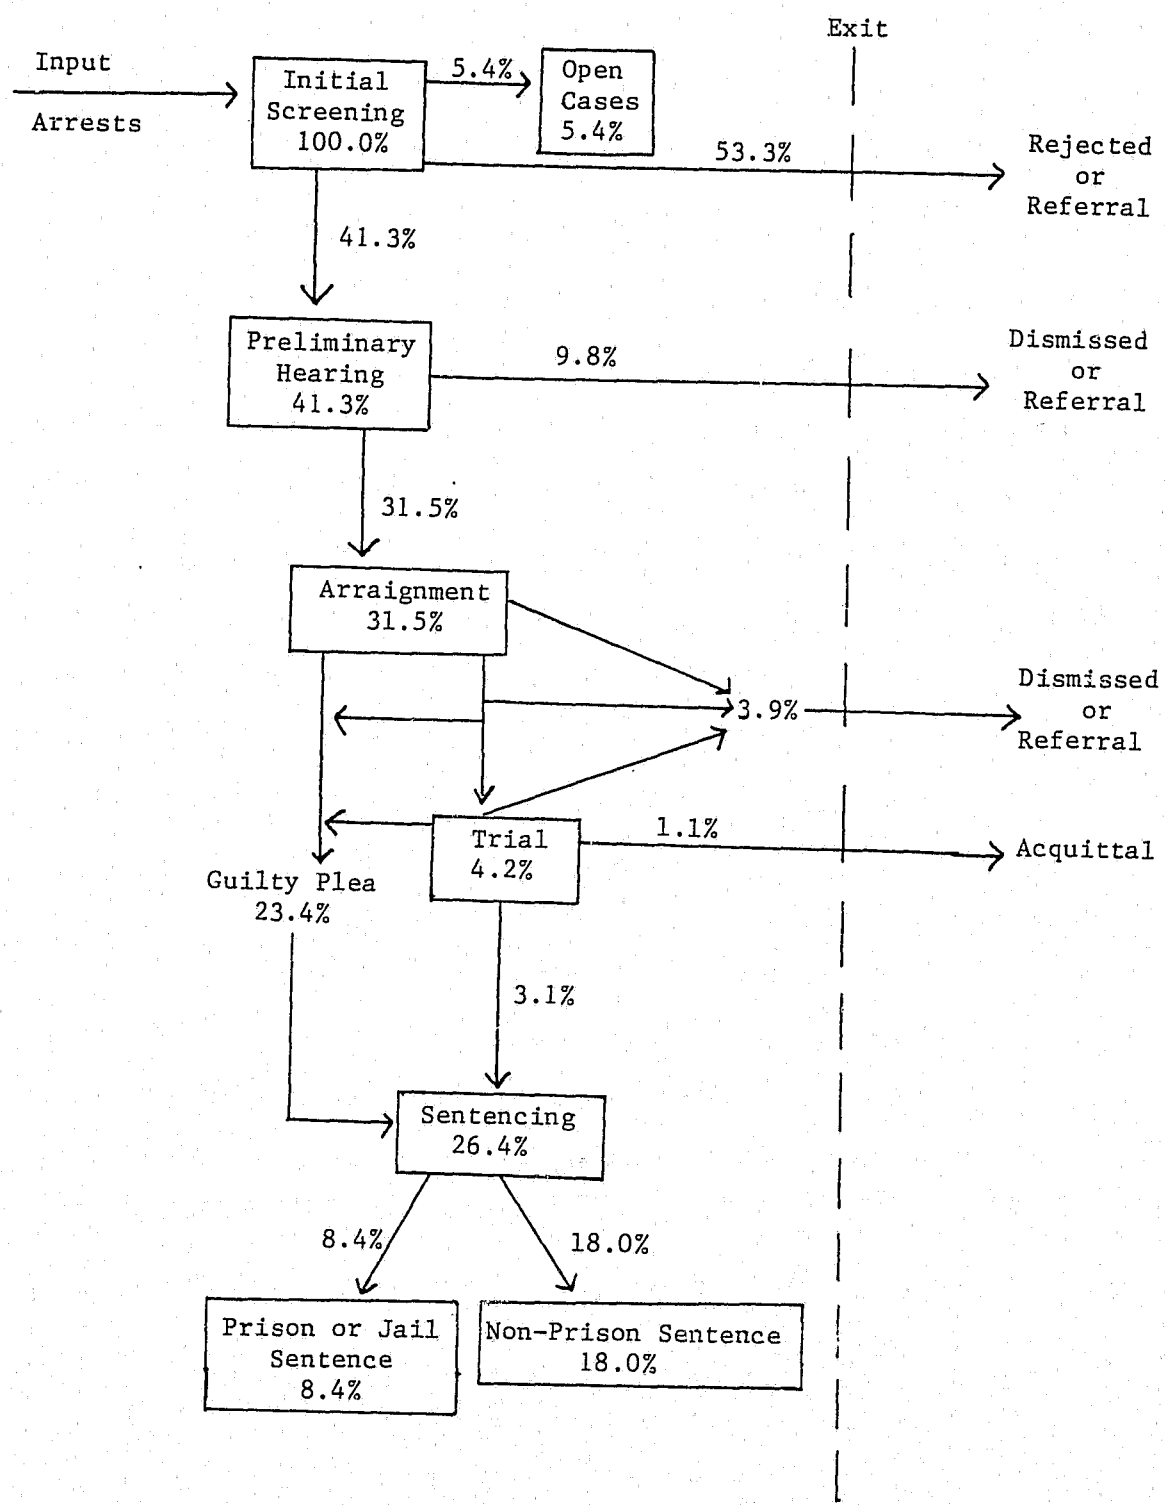 Exit
Input
Arrests
Initial
Screening
100.0%
5.4%
Open
Cases
5.4%
53.3%
Rejected
or
Referral
41.3%
Preliminary
Hearing
41.3%
9.8%
Dismissed
or
Referral
31.5%
Arraignment
31.5%
3.9%
Dismissed
or
Referral
Trial
4.2%
1.1%
Acquittal
Guilty Plea
23.4%
3.1%
Sentencing
26.4%
8.4%
18.0%
Prison or Jail
Sentence
8.4%
Non-Prison Sentence
18.0%